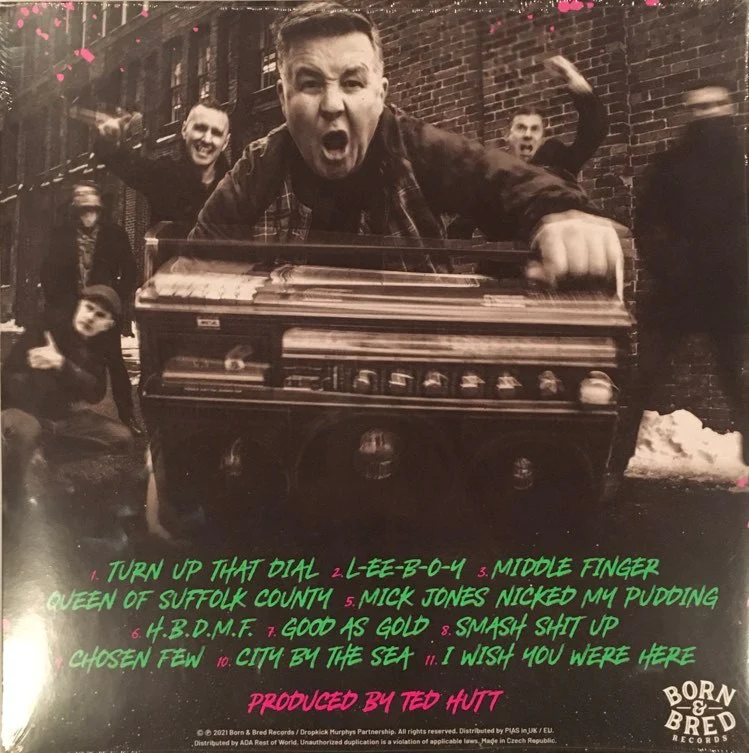 1. TURN UP THAT DIAL 2. L-EE-B-O-Y 3. MIDDLE FINGER
QUEEN OF SUFFOLK COUNTY 5. MICK JONES NICKED MY PUDDING
6. H.B.D.M.F. 7. GOOD AS GOLD 8. SMASH SHIT UP
9. CHOSEN FEW 10. CITY BY THE SEA 11. I WISH YOU WERE HERE
PRODUCED BY TED HUTT
© ℗ 2021 Born & Bred Records / Dropkick Murphys Partnership. All rights reserved. Distributed by PIAS in UK / EU.
Distributed by ADA Rest of World. Unauthorized duplication is a violation of applicable laws. Made in Czech Republic.
BORN
&
BRED
RECORDS